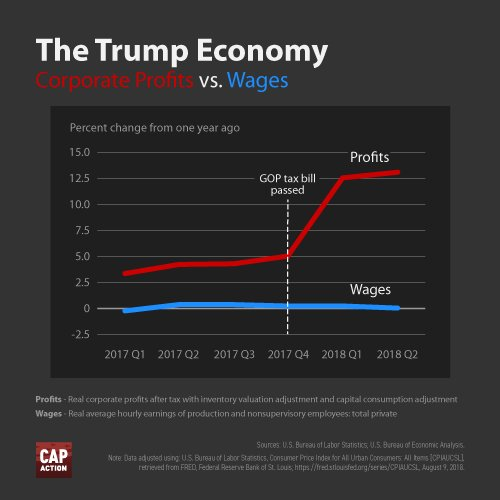 The Trump Economy
Corporate Profits vs. Wages
Percent change from one year ago
15.0
Profits
12.5
GOP tax bill
passed
10.0
7.5
5.0
2.5
Wages
0
-2.5
2017 Q1 2017 Q2 2017 Q3 2017 Q4 2018 Q1 2018 Q2
Profits - Real corporate profits after tax with inventory valuation adjustment and capital consumption adjustment
Wages - Real average hourly earnings of production and nonsupervisory employees: total private
CAP
ACTION
Sources: U.S. Bureau of Labor Statistics; U.S. Bureau of Economic Analysis.
Note: Data adjusted using: U.S. Bureau of Labor Statistics, Consumer Price Index for All Urban Consumers: All Items [CPIAUCSL],
retrieved from FRED, Federal Reserve Bank of St. Louis; https://fred.stlouisfed.org/series/CPIAUCSL, August 9, 2018.